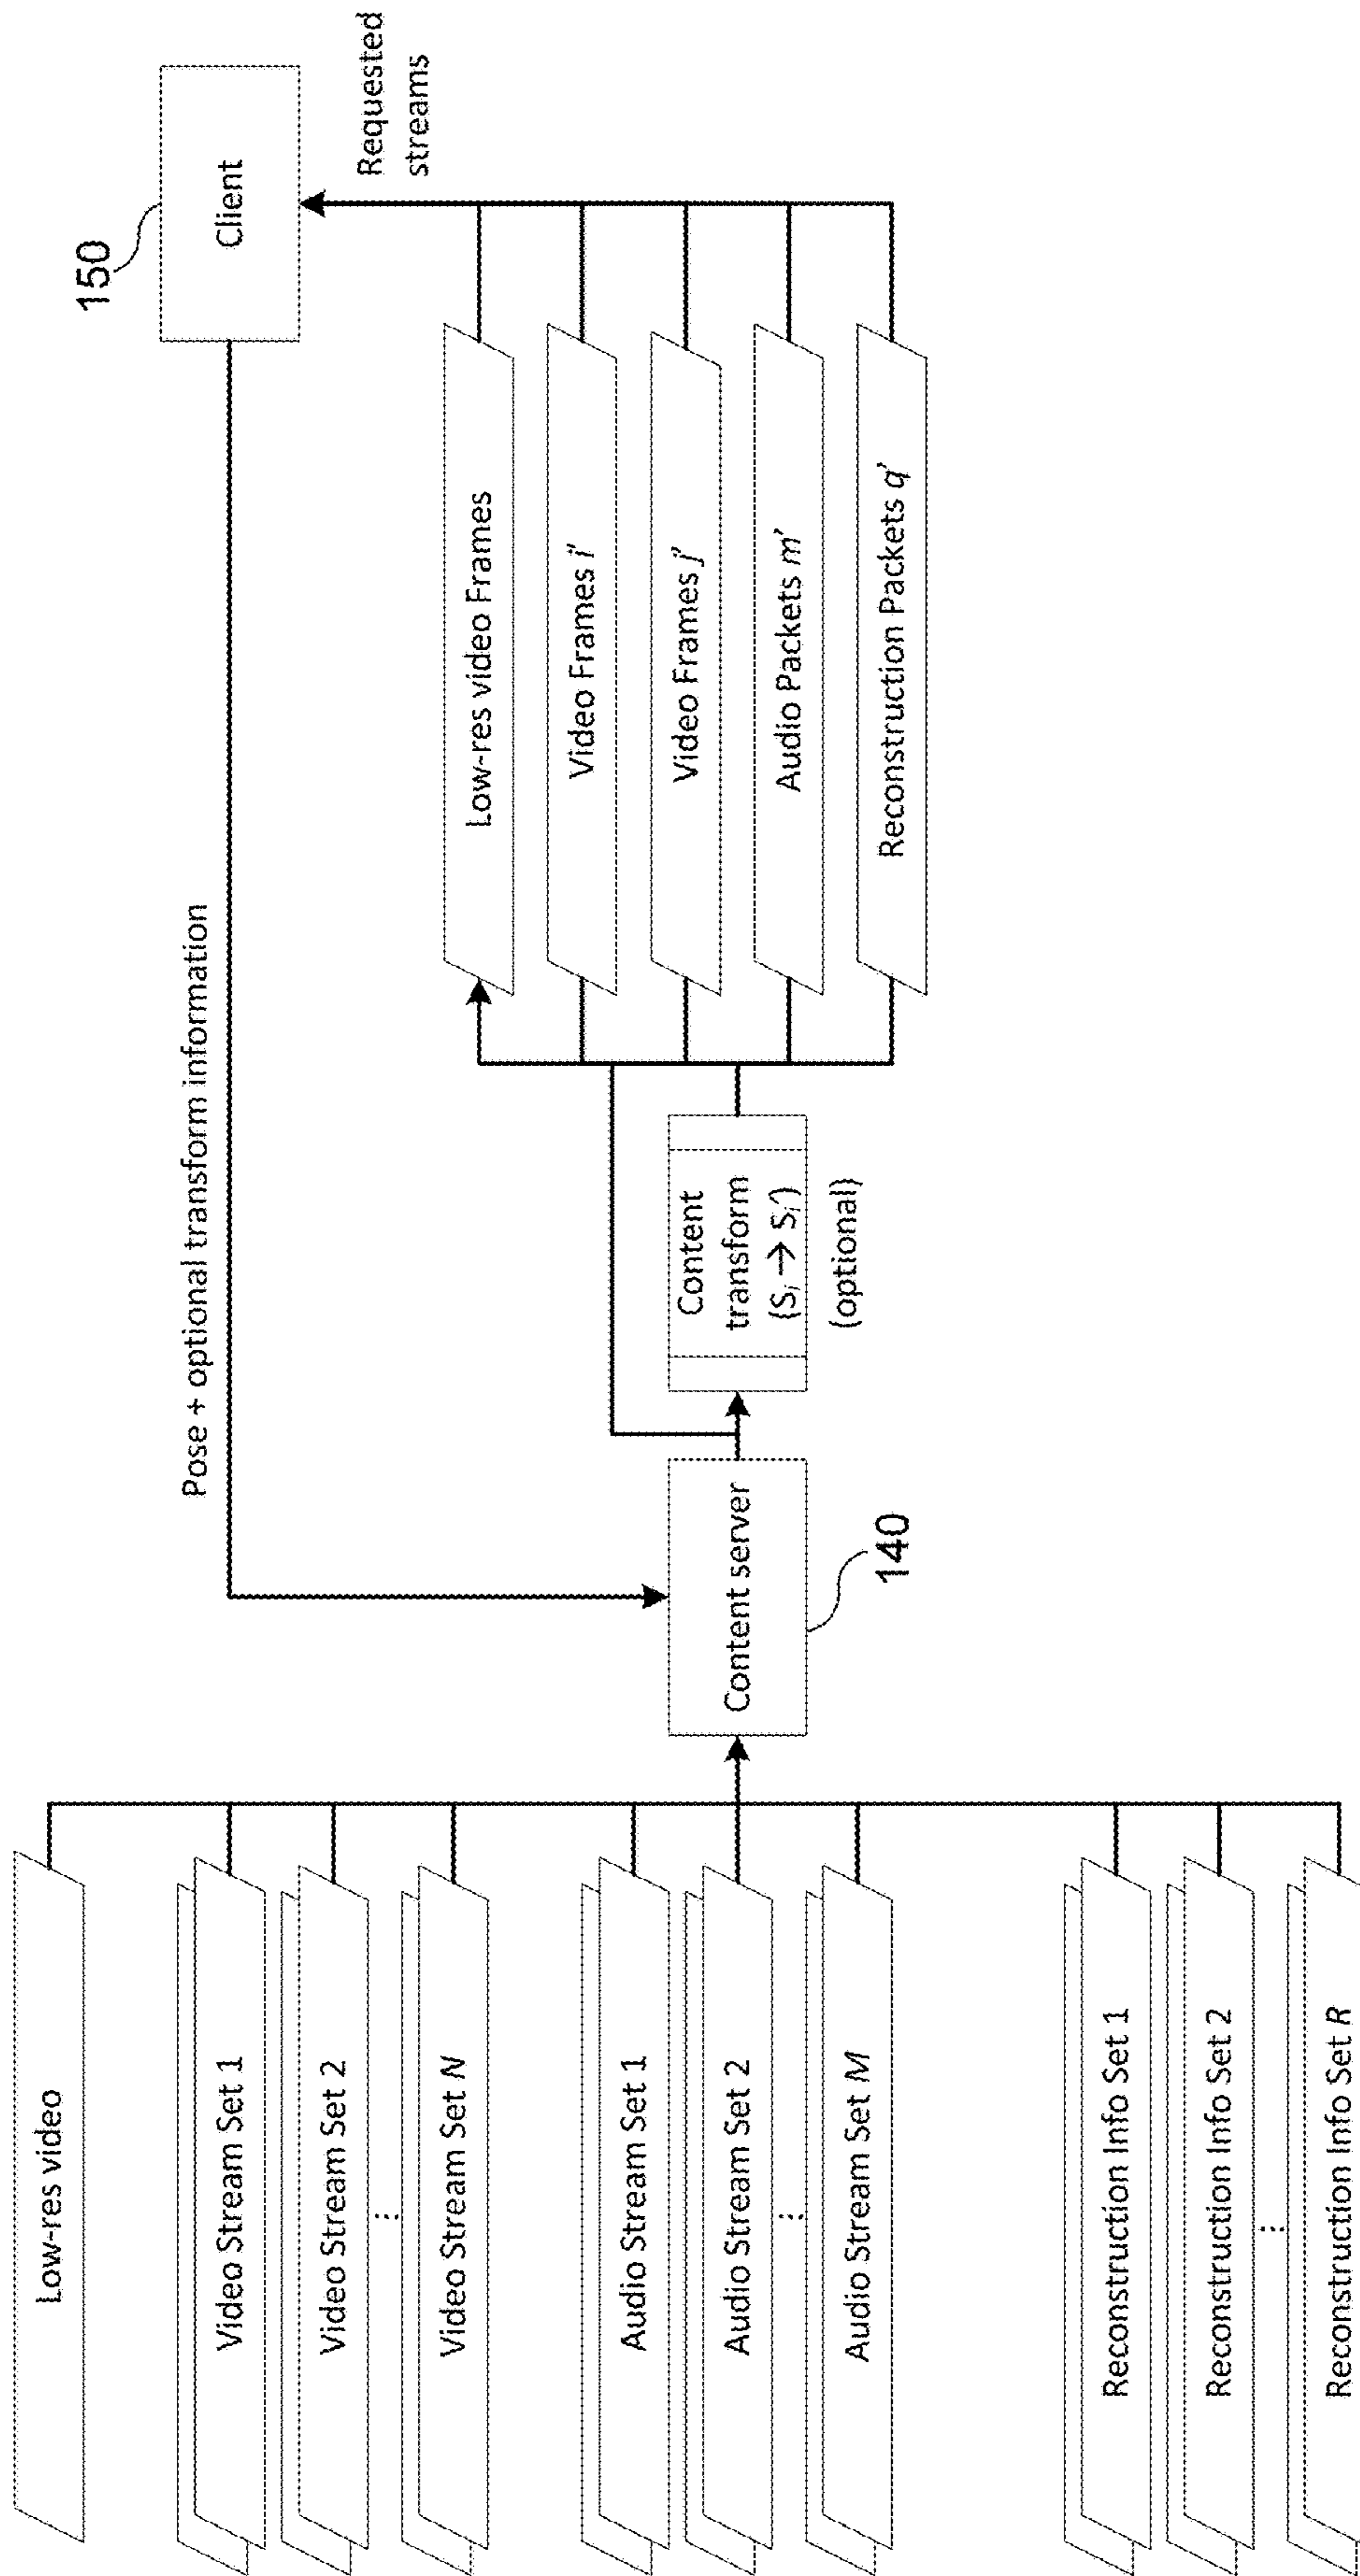 Low-res video
Video Stream Set 1
Video Stream Set 2
⋮
Video Stream Set N
Audio Stream Set 1
Audio Stream Set 2
⋮
Audio Stream Set M
Reconstruction Info Set 1
Reconstruction Info Set 2
⋮
Reconstruction Info Set R
Pose + optional transform information
Content server
140
Content
transform
(Sᵢ → Sᵢ′)
(optional)
Low-res video Frames
Video Frames i′
Video Frames j′
Audio Packets m′
Reconstruction Packets q′
150
Client
Requested
streams